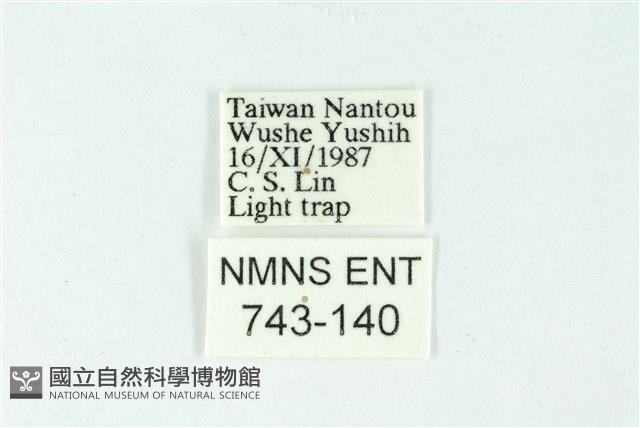 Taiwan Nantou
Wushe Yushih
16/XI/1987
C. S. Lin
Light trap
NMNS ENT
743-140
國立自然科學博物館
NATIONAL MUSEUM OF NATURAL SCIENCE